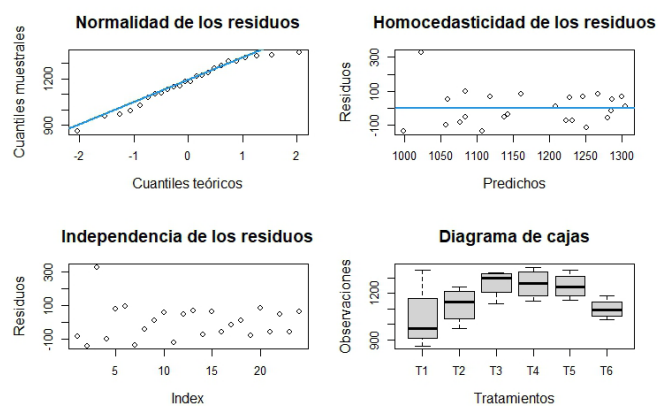 Normalidad de los residuos
Cuantiles muestrales
900 1200
-2 -1 0 1 2
Cuantiles teóricos
Homocedasticidad de los residuos
Residuos
-100 100 300
1000 1050 1100 1150 1200 1250 1300
Predichos
Independencia de los residuos
Residuos
-100 100 300
5 10 15 20
Index
Diagrama de cajas
Observaciones
900 1200
T1 T2 T3 T4 T5 T6
Tratamientos